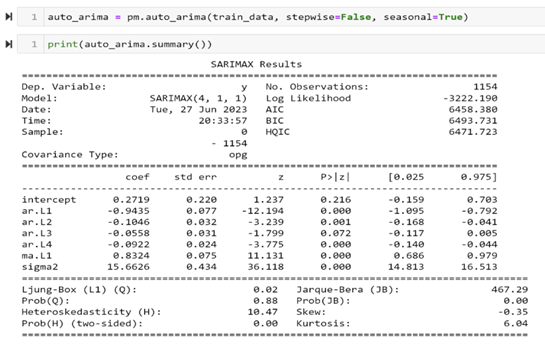 1 auto_arima = pm.auto_arima(train_data, stepwise=False, seasonal=True)
1 print(auto_arima.summary())
SARIMAX Results
==============================================================================
Dep. Variable: y No. Observations: 1154
Model: SARIMAX(4, 1, 1) Log Likelihood -3222.190
Date: Tue, 27 Jun 2023 AIC 6458.380
Time: 20:33:57 BIC 6493.731
Sample: 0 HQIC 6471.723
- 1154
Covariance Type: opg
==============================================================================
coef std err z P>|z| [0.025 0.975]
------------------------------------------------------------------------------
intercept 0.2719 0.220 1.237 0.216 -0.159 0.703
ar.L1 -0.9435 0.077 -12.194 0.000 -1.095 -0.792
ar.L2 -0.1046 0.032 -3.239 0.001 -0.168 -0.041
ar.L3 -0.0558 0.031 -1.799 0.072 -0.117 0.005
ar.L4 -0.0922 0.024 -3.775 0.000 -0.140 -0.044
ma.L1 0.8324 0.075 11.131 0.000 0.686 0.979
sigma2 15.6626 0.434 36.118 0.000 14.813 16.513
==============================================================================
Ljung-Box (L1) (Q): 0.02 Jarque-Bera (JB): 467.29
Prob(Q): 0.88 Prob(JB): 0.00
Heteroskedasticity (H): 10.47 Skew: -0.35
Prob(H) (two-sided): 0.00 Kurtosis: 6.04
==============================================================================